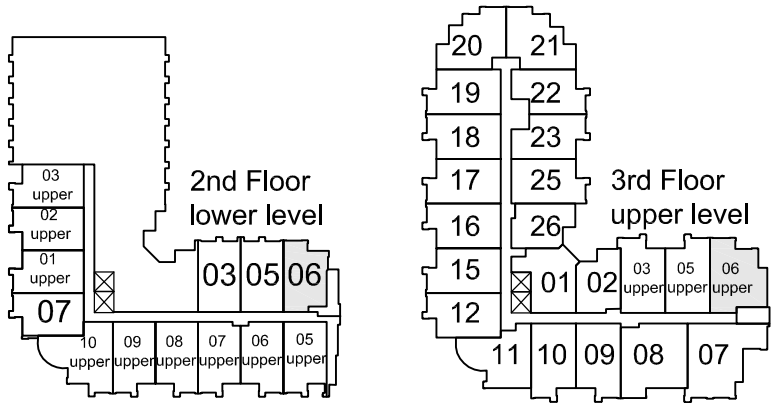 03
upper
02
upper
01
upper
07
2nd Floor
lower level
03
05
06
10
upper
09
upper
08
upper
07
upper
06
upper
05
upper
20
21
19
22
18
23
17
25
16
26
3rd Floor
upper level
15
01
02
03
upper
05
upper
06
upper
12
11
10
09
08
07